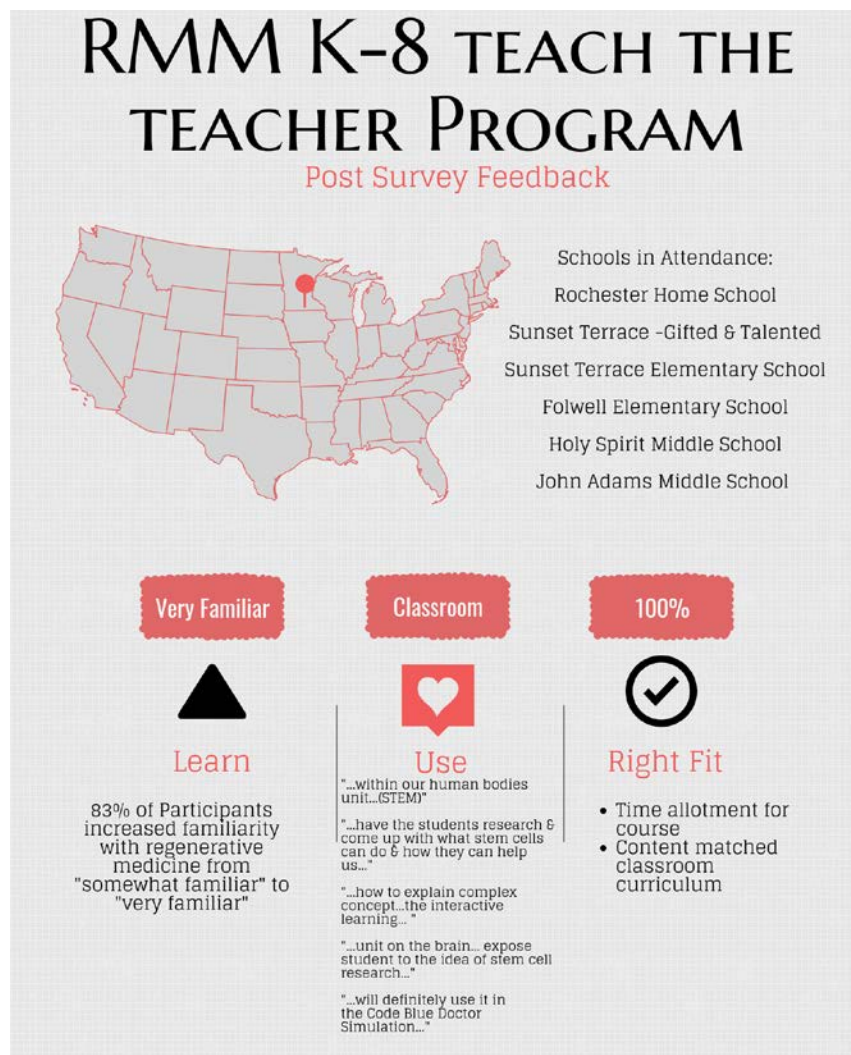 RMM K-8 TEACH THE
TEACHER PROGRAM
Post Survey Feedback
Schools in Attendance:
Rochester Home School
Sunset Terrace -Gifted & Talented
Sunset Terrace Elementary School
Folwell Elementary School
Holy Spirit Middle School
John Adams Middle School
Very Familiar
Learn
83% of Participants
increased familiarity
with regenerative
medicine from
"somewhat familiar" to
"very familiar"
Classroom
Use
"...within our human bodies
unit...(STEM)"
"...have the students research &
come up with what stem cells
can do & how they can help
us..."
"...how to explain complex
concept...the interactive
learning... "
"...unit on the brain... expose
student to the idea of stem cell
research..."
"...will definitely use it in
the Code Blue Doctor
Simulation..."
100%
Right Fit
• Time allotment for
course
• Content matched
classroom
curriculum